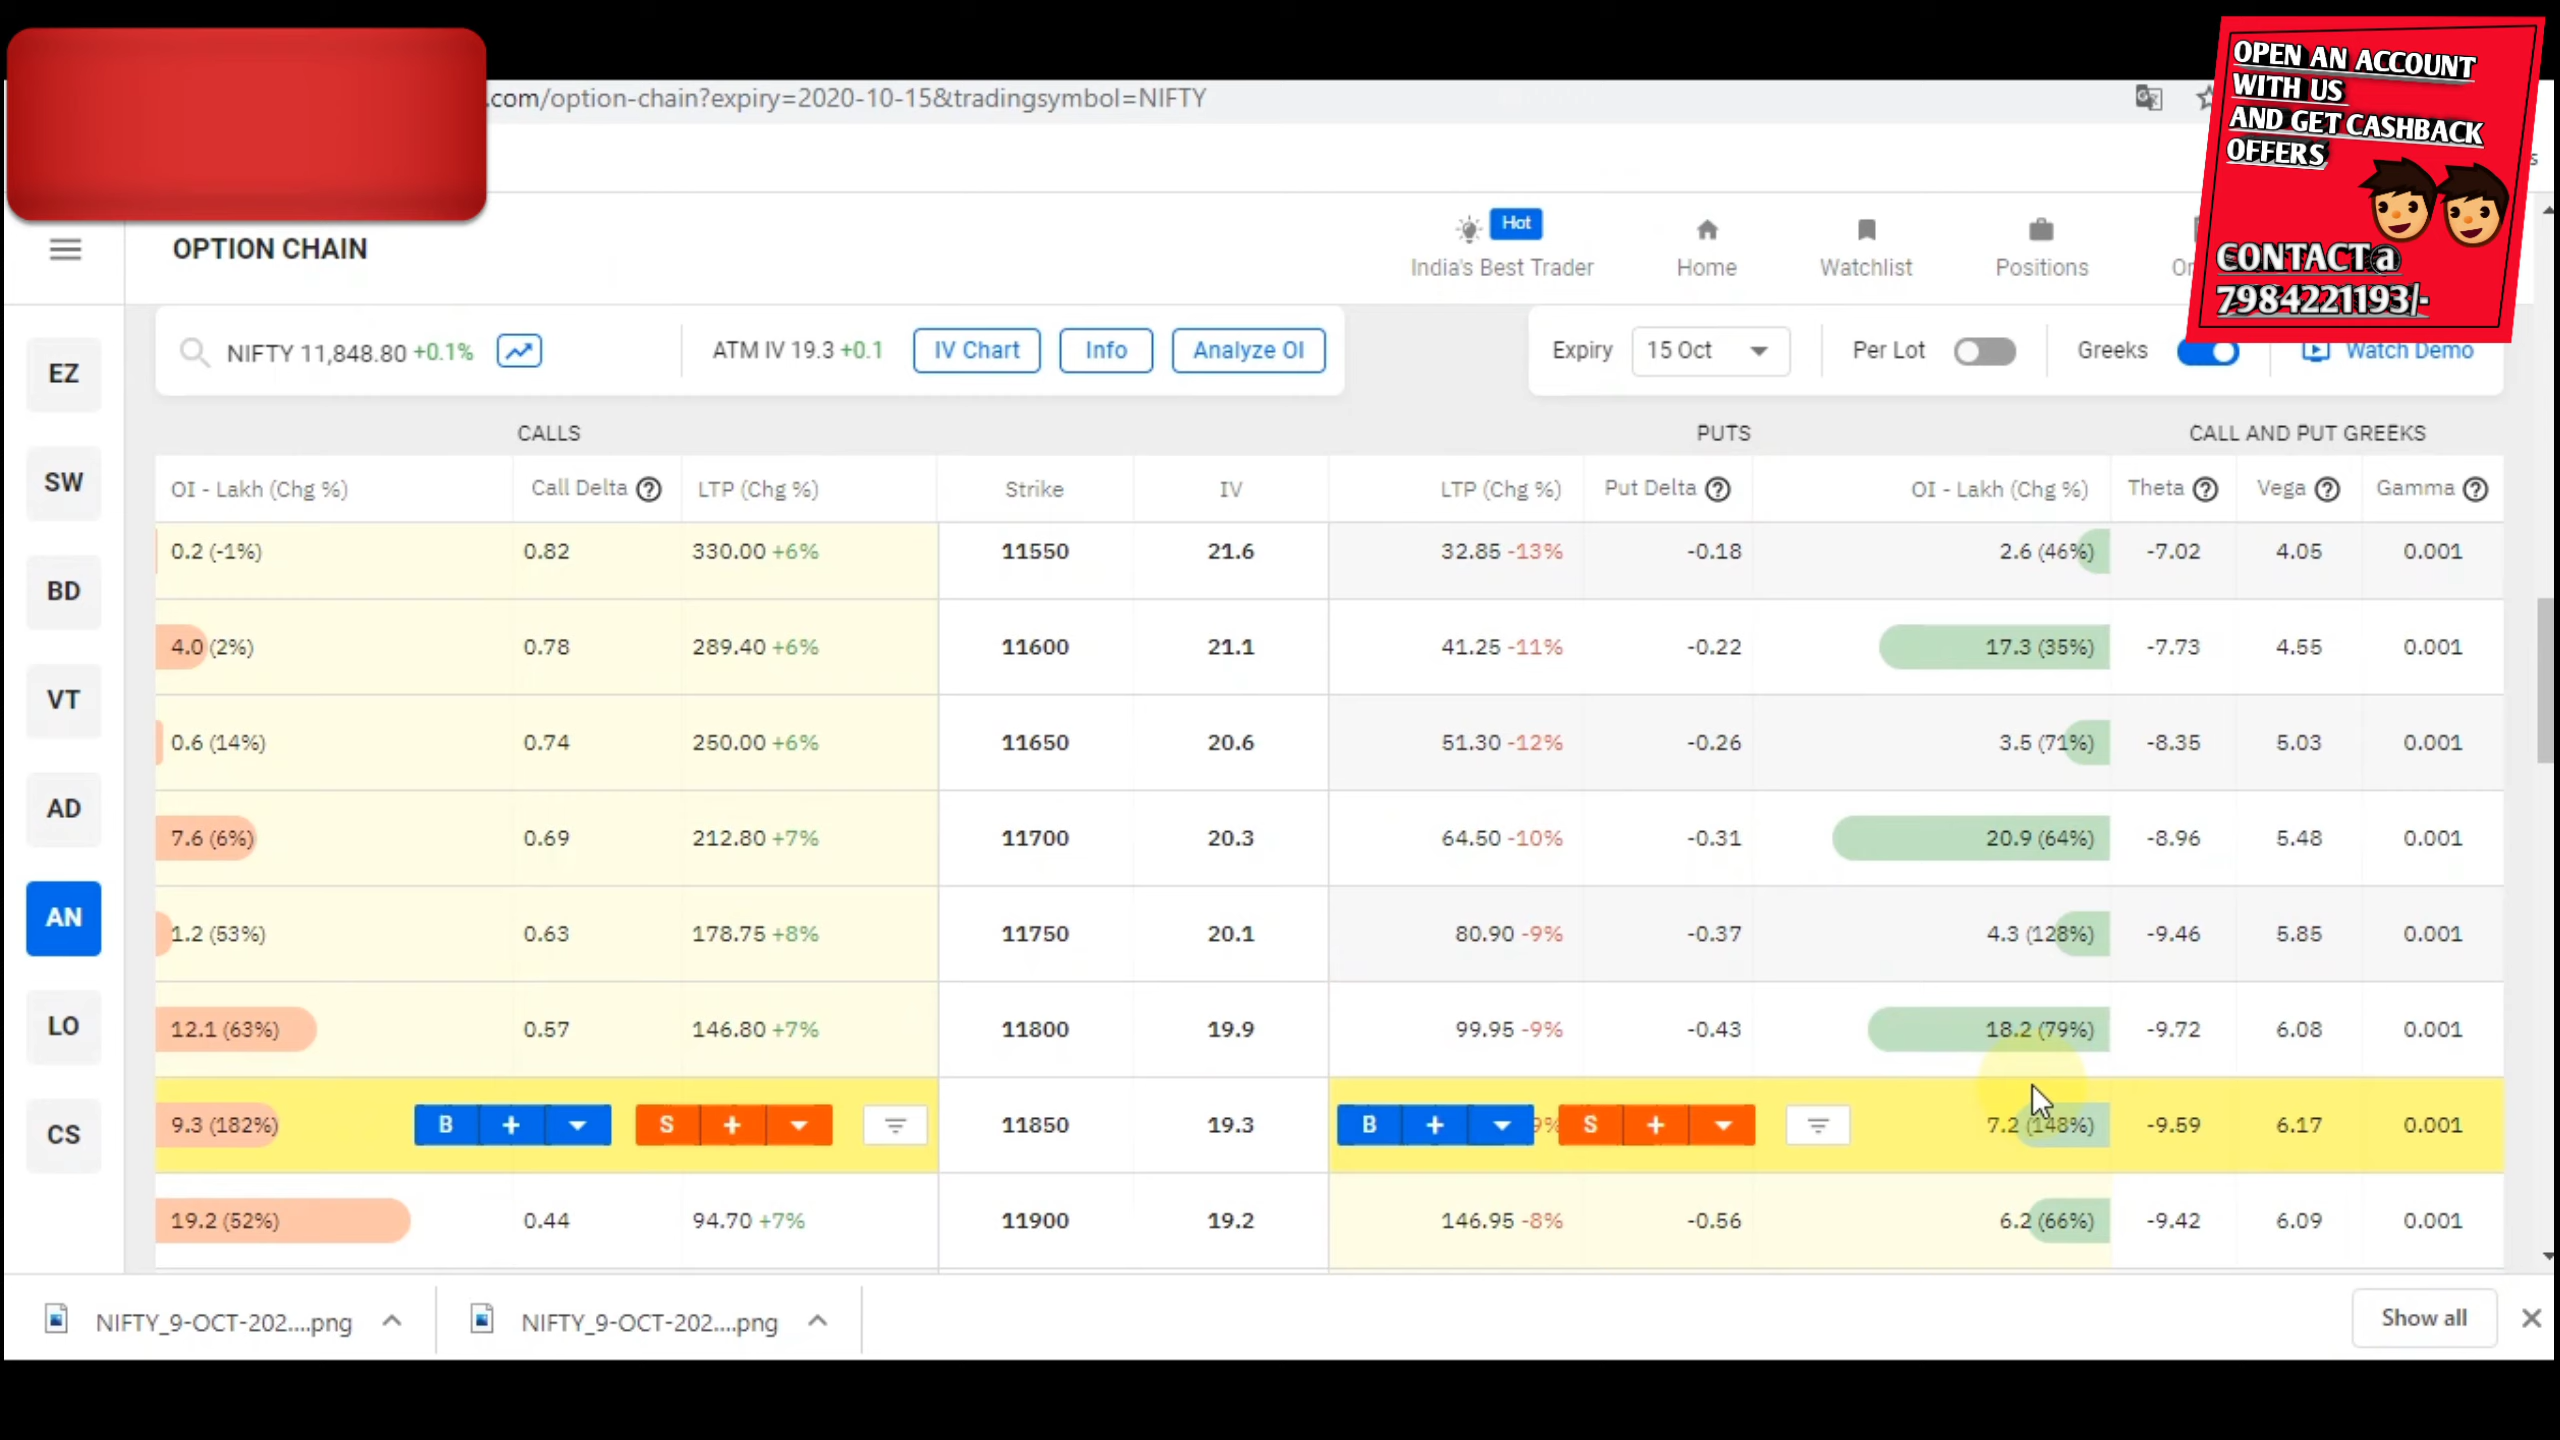 .com/option-chain?expiry=2020-10-15&tradingsymbol=NIFTY
OPEN AN ACCOUNT
WITH US
AND GET CASHBACK
OFFERS
CONTACT@
7984221193/-
OPTION CHAIN
Hot
India's Best Trader
Home
Watchlist
Positions
NIFTY 11,848.80 +0.1%
ATM IV 19.3 +0.1
IV Chart
Info
Analyze OI
Expiry
15 Oct
Per Lot
Greeks
Watch Demo
EZ
SW
BD
VT
AD
AN
LO
CS
CALLS PUTS CALL AND PUT GREEKS
OI - Lakh (Chg %) Call Delta ? LTP (Chg %) Strike IV LTP (Chg %) Put Delta ? OI - Lakh (Chg %) Theta ? Vega ? Gamma ?
0.2 (-1%) 0.82 330.00 +6% 11550 21.6 32.85 -13% -0.18 2.6 (46%) -7.02 4.05 0.001
4.0 (2%) 0.78 289.40 +6% 11600 21.1 41.25 -11% -0.22 17.3 (35%) -7.73 4.55 0.001
0.6 (14%) 0.74 250.00 +6% 11650 20.6 51.30 -12% -0.26 3.5 (71%) -8.35 5.03 0.001
7.6 (6%) 0.69 212.80 +7% 11700 20.3 64.50 -10% -0.31 20.9 (64%) -8.96 5.48 0.001
1.2 (53%) 0.63 178.75 +8% 11750 20.1 80.90 -9% -0.37 4.3 (128%) -9.46 5.85 0.001
12.1 (63%) 0.57 146.80 +7% 11800 19.9 99.95 -9% -0.43 18.2 (79%) -9.72 6.08 0.001
9.3 (182%) B + S + 11850 19.3 B + 9% S + 7.2 (148%) -9.59 6.17 0.001
19.2 (52%) 0.44 94.70 +7% 11900 19.2 146.95 -8% -0.56 6.2 (66%) -9.42 6.09 0.001
NIFTY_9-OCT-202....png
NIFTY_9-OCT-202....png
Show all